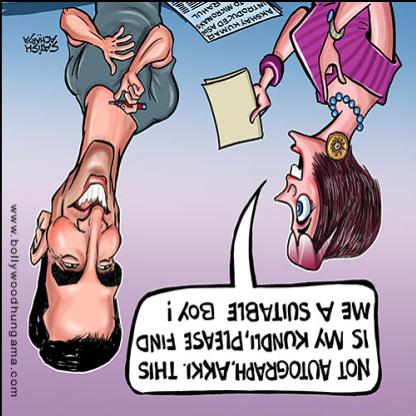 AKSHAY KUMAR
INTRODUCED ASIN
NOT AUTOGRAPH, AKKI. THIS
IS MY KUNDLI, PLEASE FIND
ME A SUITABLE BOY!
SATISH
ACHARYA
www.bollywoodhungama.com